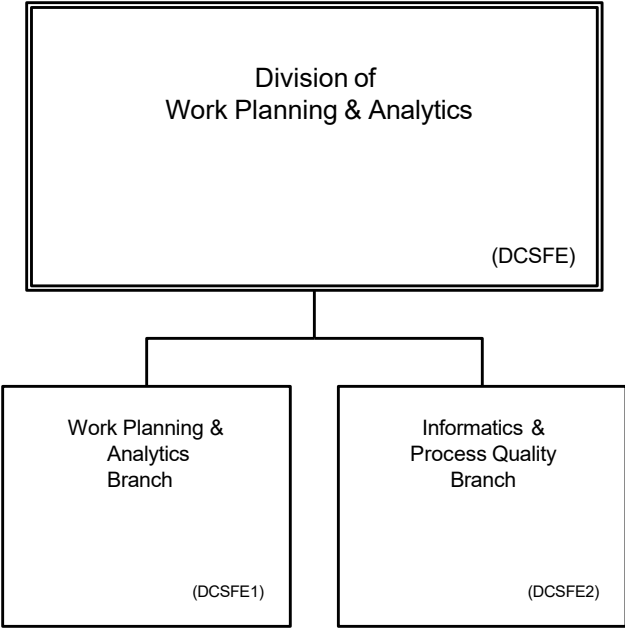 Division of
Work Planning & Analytics
(DCSFE)
Work Planning &
Analytics
Branch
(DCSFE1)
Informatics &
Process Quality
Branch
(DCSFE2)